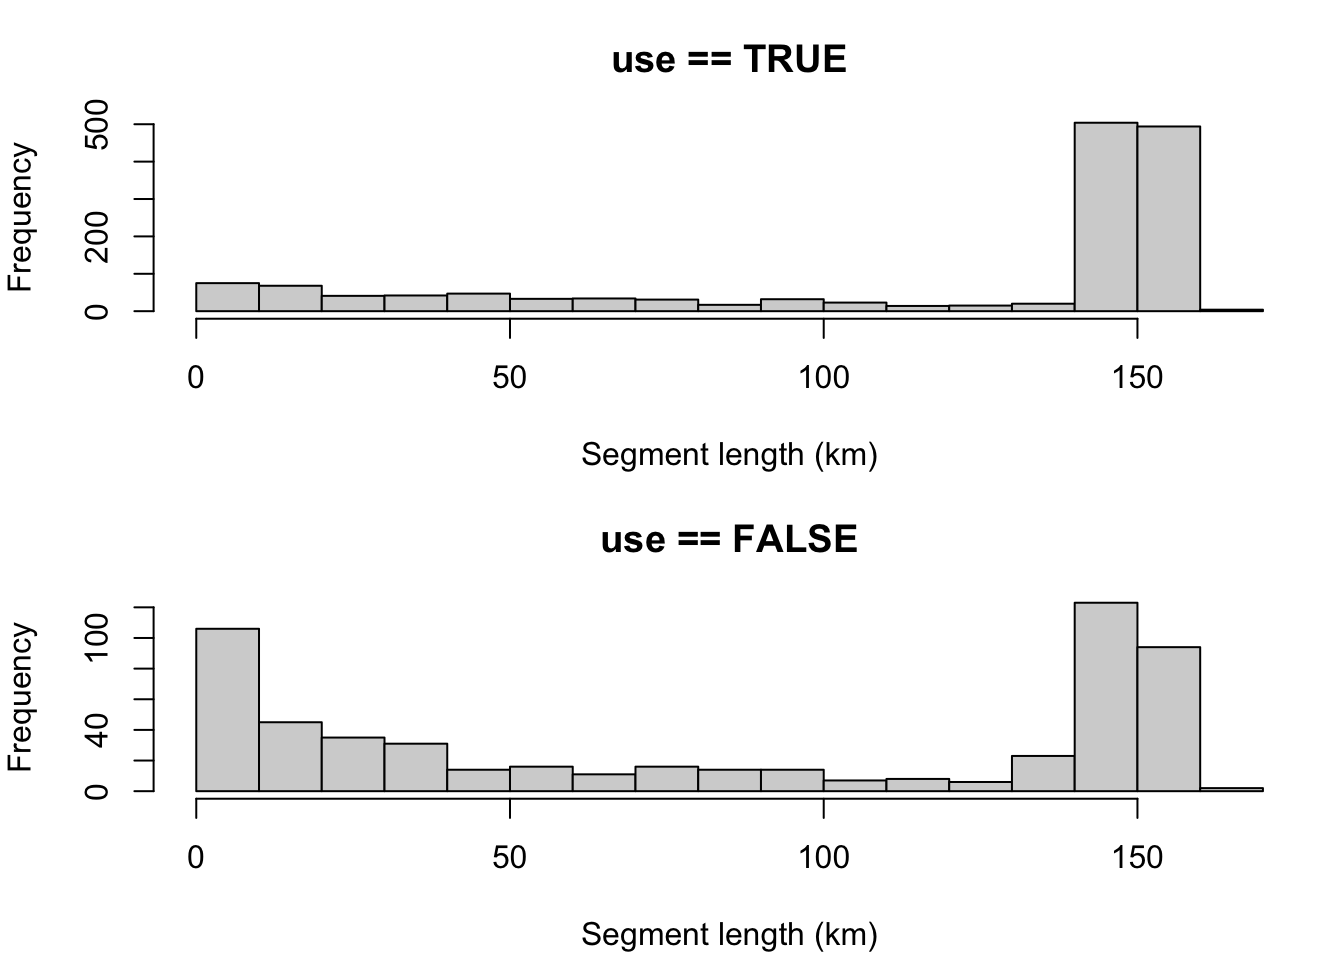 use == TRUE
Frequency
500
200
0
0 50 100 150
Segment length (km)
use == FALSE
Frequency
100
40
0
0 50 100 150
Segment length (km)